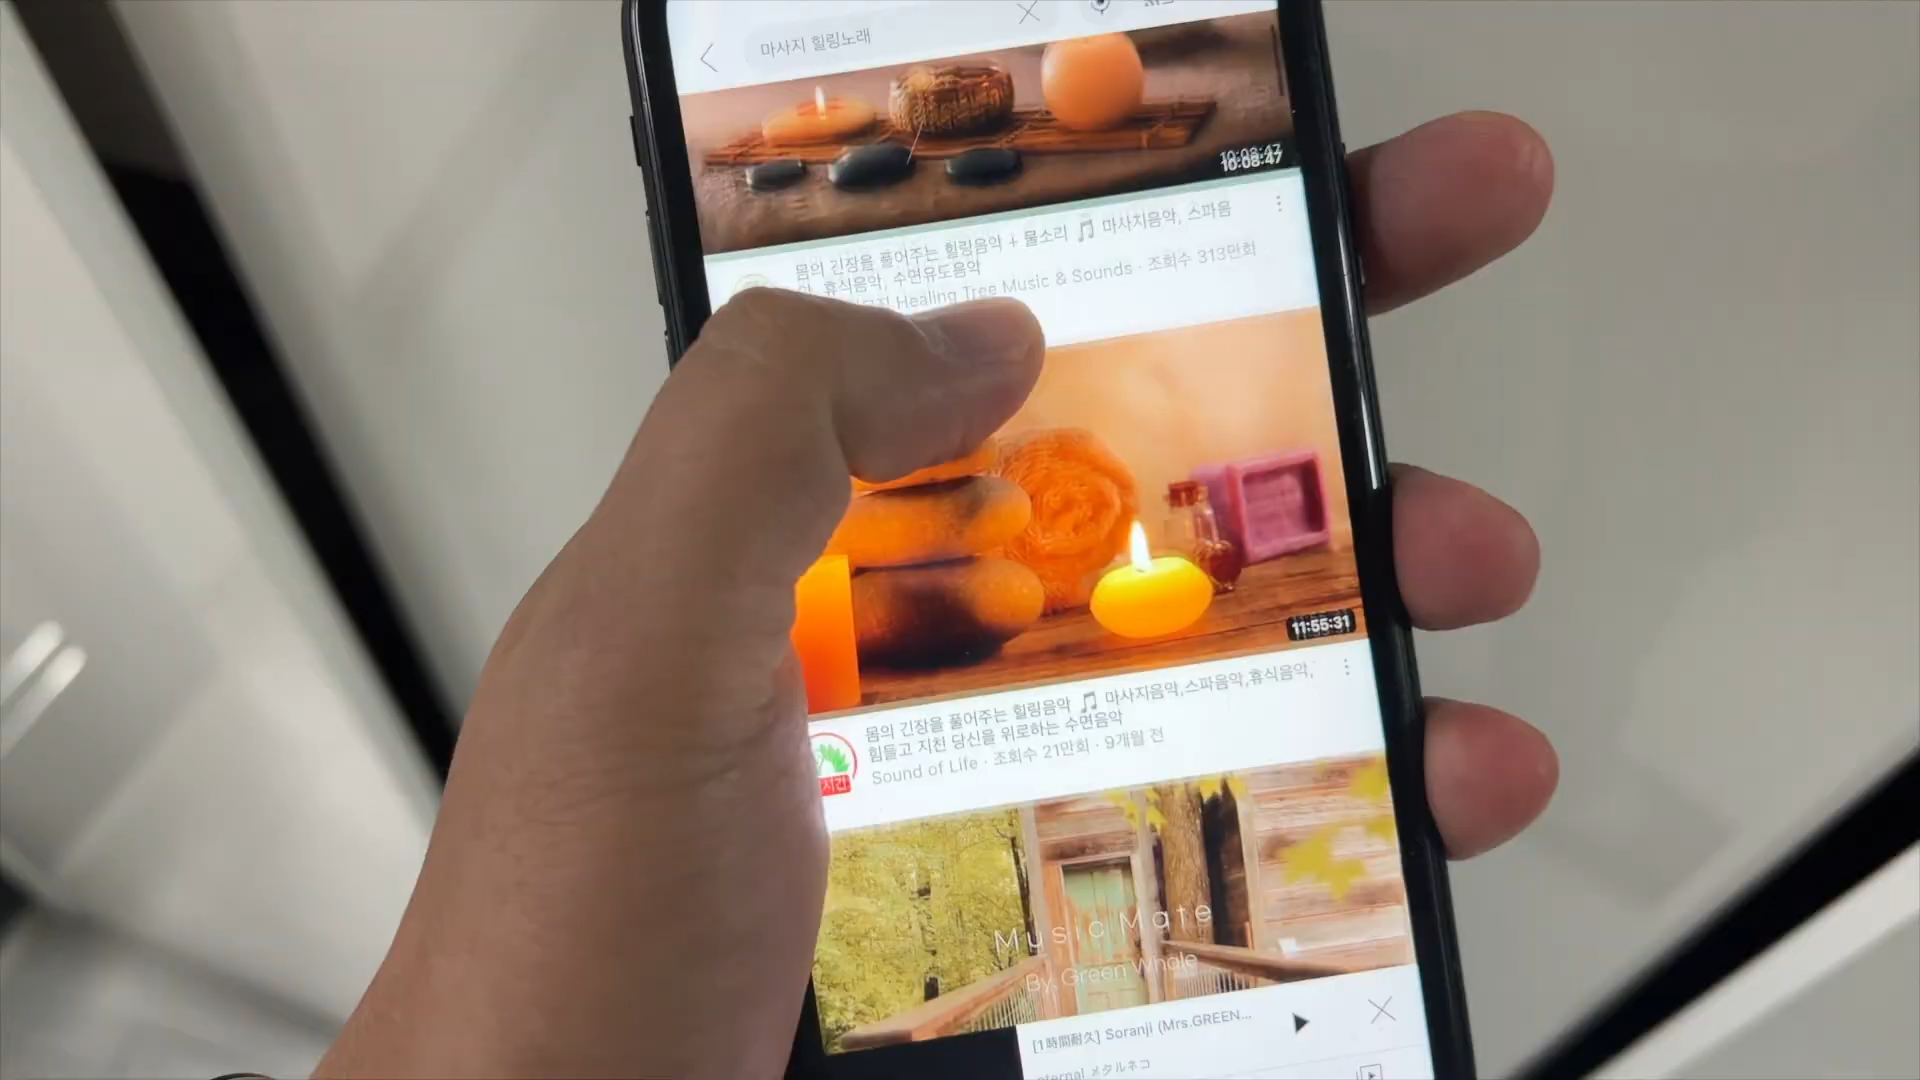 마사지 힐링노래
10:08:47
몸의 긴장을 풀어주는 힐링음악 + 물소리 🎵 마사지음악, 스파음
악, 휴식음악, 수면유도음악
Healing Tree Music & Sounds · 조회수 313만회
11:55:31
몸의 긴장을 풀어주는 힐링음악 🎵 마사지음악,스파음악,휴식음악,
힘들고 지친 당신을 위로하는 수면음악
Sound of Life · 조회수 21만회 · 9개월 전
시간
Music Mate
By. Green Whale
[1時間耐久] Soranji (Mrs.GREEN...
eternal メタルネコ